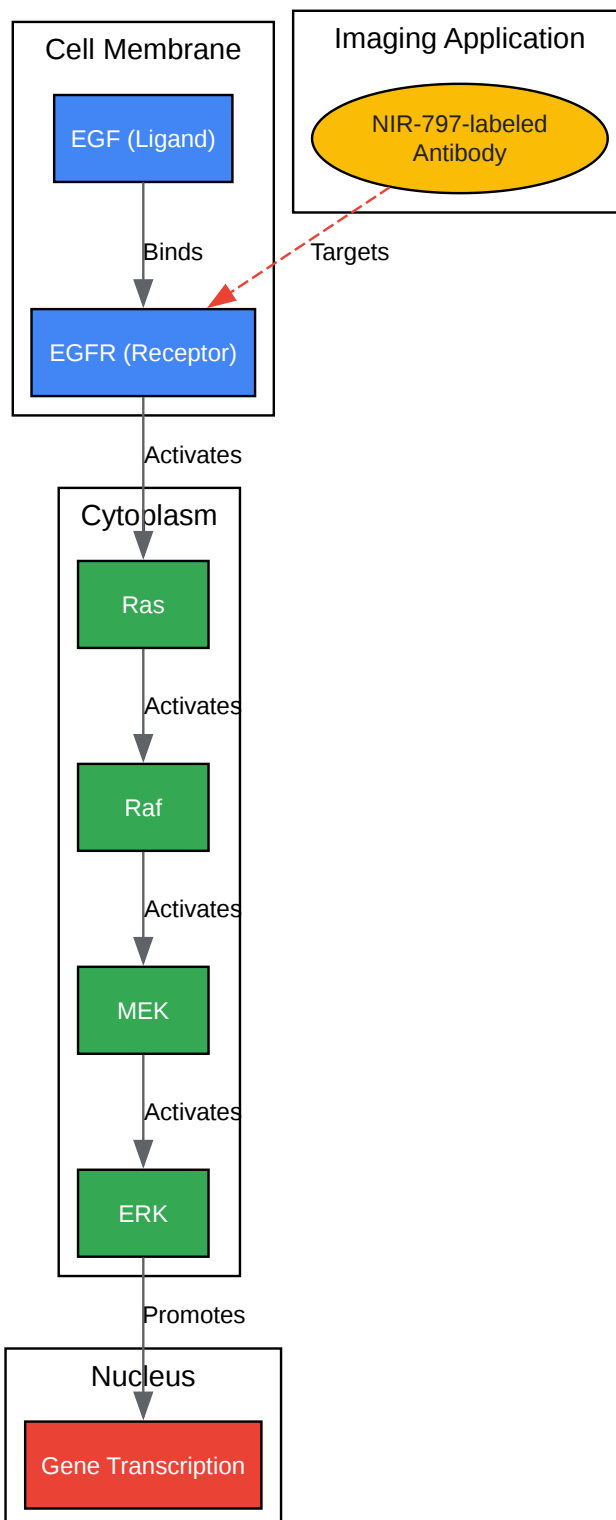 Cell Membrane
Imaging Application
EGF (Ligand)
NIR-797-labeled
Antibody
Binds
Targets
EGFR (Receptor)
Activates
Cytoplasm
Ras
Activates
Raf
Activates
MEK
Activates
ERK
Promotes
Nucleus
Gene Transcription